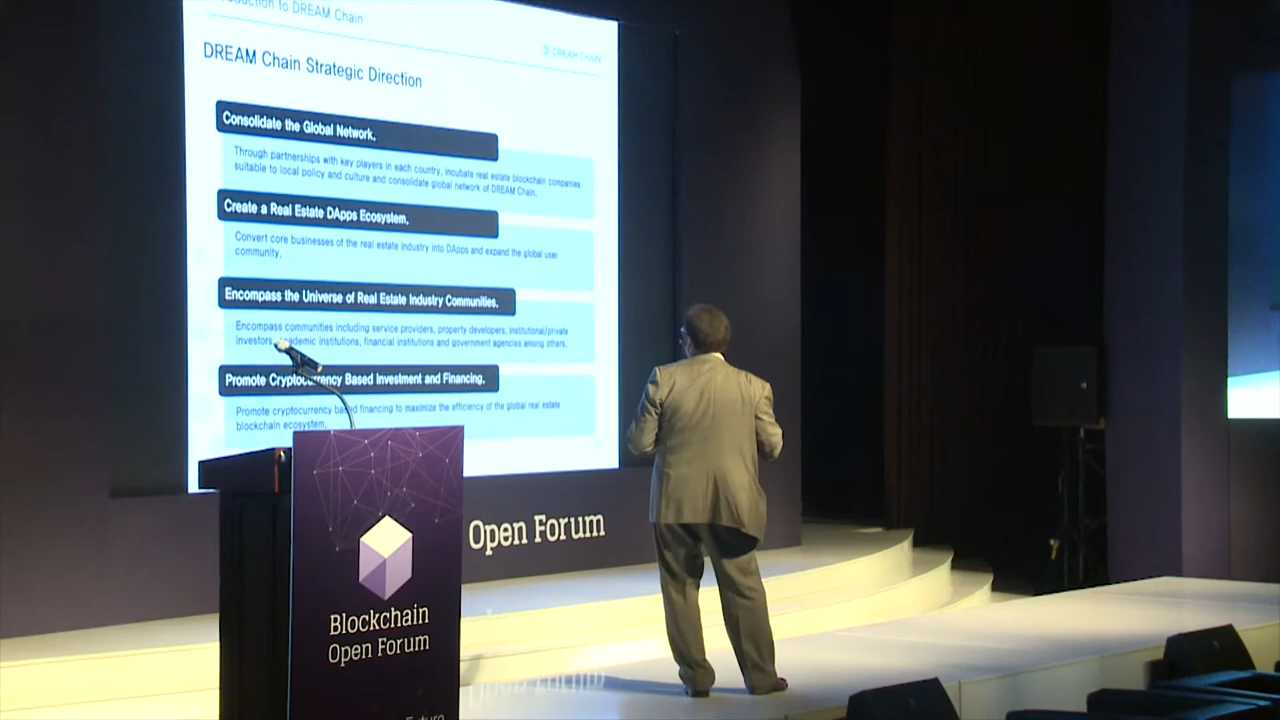 to DREAM Chain
DREAM CHAIN
DREAM Chain Strategic Direction
Consolidate the Global Network.
Through partnerships with key players in each country, incubate real estate blockchain companies
suitable to local policy and culture and consolidate global network of DREAM Chain.
Create a Real Estate DApps Ecosystem.
Convert core businesses of the real estate industry into DApps and expand the global user
community.
Encompass the Universe of Real Estate Industry Communities.
Encompass communities including service providers, property developers, institutional/private
investors, institutions, financial institutions and government agencies among others.
Promote Cryptocurrency Based Investment and Financing.
Promote cryptocurrency based financing to maximize the efficiency of the global real estate
blockchain ecosystem.
Open Forum
Blockchain
Open Forum